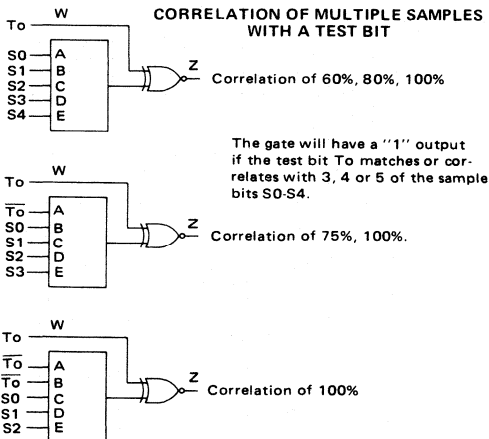 CORRELATION OF MULTIPLE SAMPLES
WITH A TEST BIT
W
To
S0 A
S1 B
S2 C
S3 D
S4 E
Z
Correlation of 60%, 80%, 100%
The gate will have a "1" output
if the test bit To matches or cor-
relates with 3, 4 or 5 of the sample
bits S0-S4.
W
To
T̅o̅ A
S0 B
S1 C
S2 D
S3 E
Z
Correlation of 75%, 100%.
W
To
T̅o̅ A
T̅o̅ B
S0 C
S1 D
S2 E
Z
Correlation of 100%